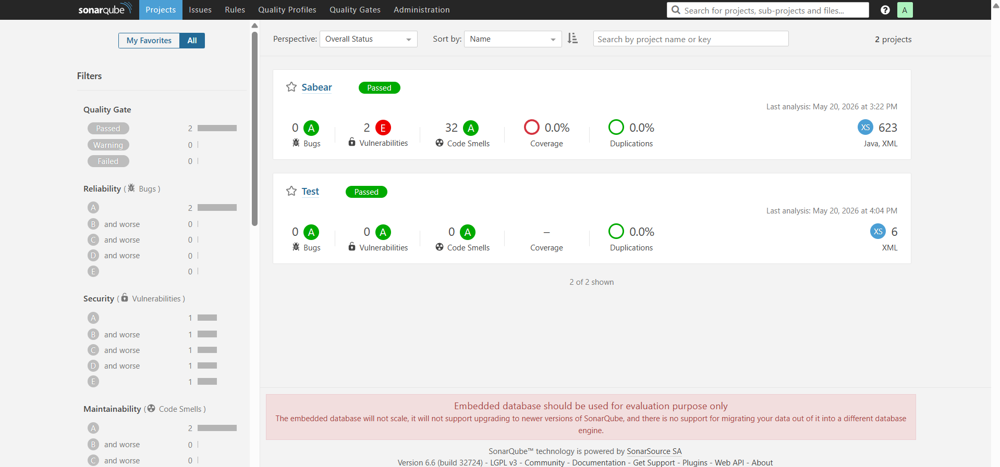 sonarqube Projects Issues Rules Quality Profiles Quality Gates Administration Search for projects, sub-projects and files... ? A
My Favorites All
Filters
Quality Gate
Passed 2
Warning 0
Failed 0
Reliability ( Bugs )
A 2
B and worse 0
C and worse 0
D and worse 0
E 0
Security ( Vulnerabilities )
A 1
B and worse 1
C and worse 1
D and worse 1
E 1
Maintainability ( Code Smells )
A 2
B and worse 0
C and worse 0
Perspective: Overall Status Sort by: Name Search by project name or key 2 projects
Sabear Passed
Last analysis: May 20, 2026 at 3:22 PM
0 A 2 E 32 A 0.0% 0.0% XS 623
Bugs Vulnerabilities Code Smells Coverage Duplications Java, XML
Test Passed
Last analysis: May 20, 2026 at 4:04 PM
0 A 0 A 0 A – 0.0% XS 6
Bugs Vulnerabilities Code Smells Coverage Duplications XML
2 of 2 shown
Embedded database should be used for evaluation purpose only
The embedded database will not scale, it will not support upgrading to newer versions of SonarQube, and there is no support for migrating your data out of it into a different database
engine.
SonarQube™ technology is powered by SonarSource SA
Version 6.6 (build 32724) - LGPL v3 - Community - Documentation - Get Support - Plugins - Web API - About